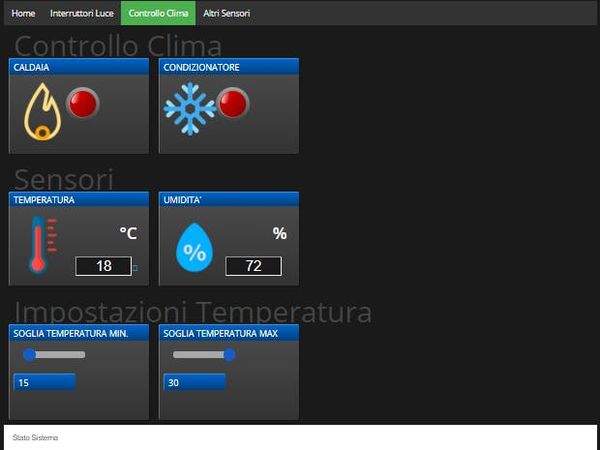 Home Interruttori Luce Controllo Clima Altri Sensori
Controllo Clima
CALDAIA CONDIZIONATORE
Sensori
TEMPERATURA UMIDITA'
°C %
%
18 72
Impostazioni Temperatura
SOGLIA TEMPERATURA MIN. SOGLIA TEMPERATURA MAX
15 30
Stato Sistema